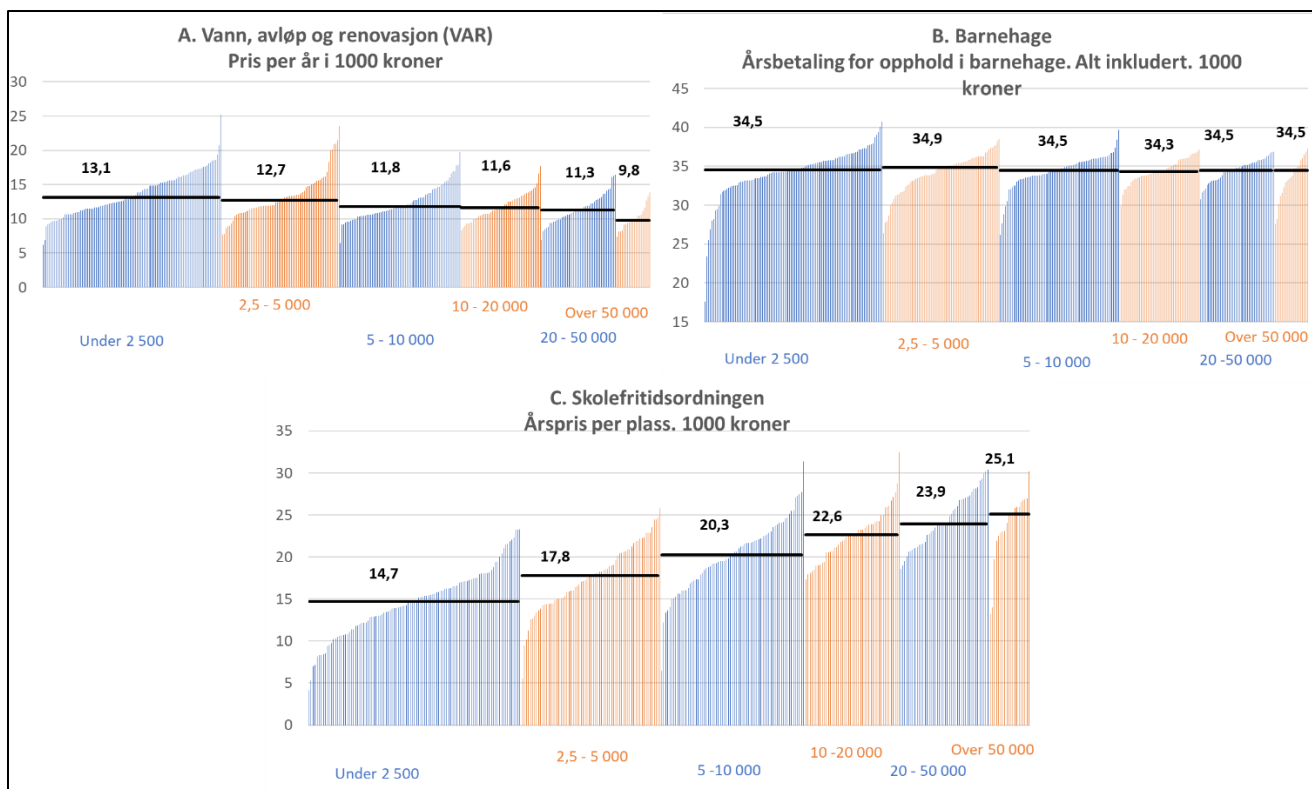 A. Vann, avløp og renovasjon (VAR)
Pris per år i 1000 kroner
30
25
20
15
10
5
0
13,1
12,7
11,8
11,6
11,3
9,8
2,5 - 5 000
10 - 20 000
Over 50 000
Under 2 500
5 - 10 000
20 - 50 000
B. Barnehage
Årsbetaling for opphold i barnehage. Alt inkludert. 1000
kroner
45
40
35
30
25
20
15
34,5
34,9
34,5
34,3
34,5
34,5
2,5 - 5 000
10 - 20 000
Over 50 000
Under 2 500
5 - 10 000
20 -50 000
C. Skolefritidsordningen
Årspris per plass. 1000 kroner
35
30
25
20
15
10
5
0
14,7
17,8
20,3
22,6
23,9
25,1
2,5 - 5 000
10 -20 000
Over 50 000
Under 2 500
5 -10 000
20 - 50 000